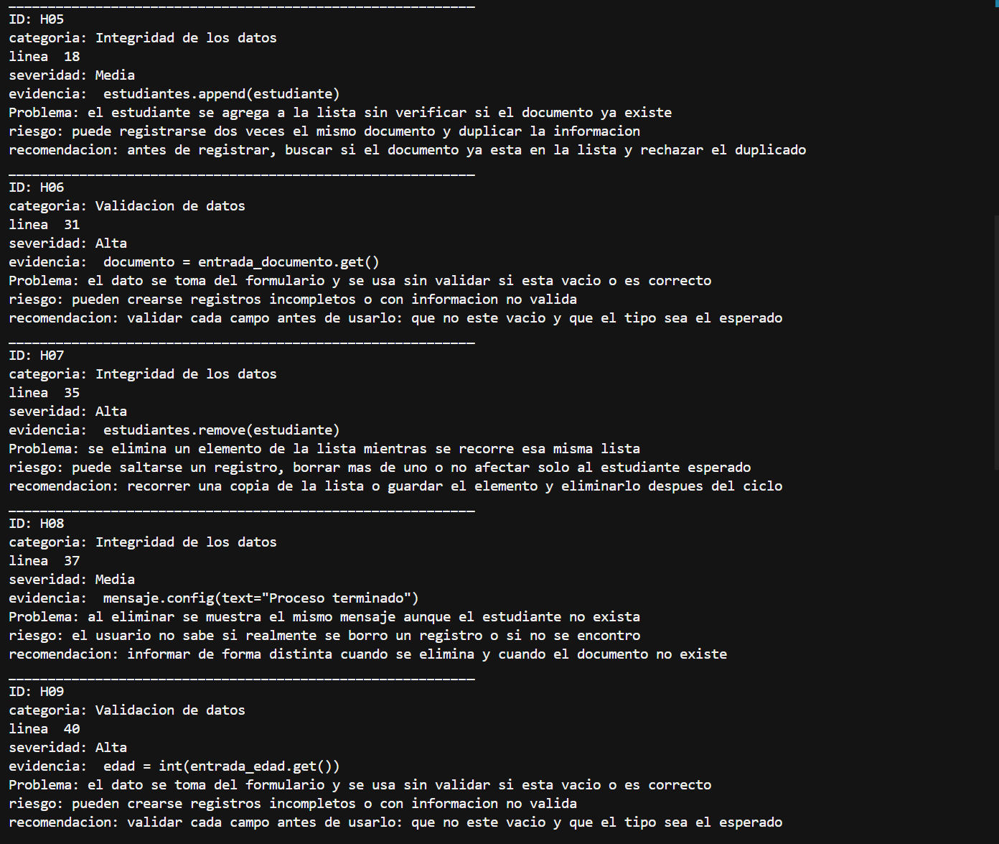 ___________________________________________________________
ID: H05
categoria: Integridad de los datos
linea  18
severidad: Media
evidencia:  estudiantes.append(estudiante)
Problema: el estudiante se agrega a la lista sin verificar si el documento ya existe
riesgo: puede registrarse dos veces el mismo documento y duplicar la informacion
recomendacion: antes de registrar, buscar si el documento ya esta en la lista y rechazar el duplicado
___________________________________________________________
ID: H06
categoria: Validacion de datos
linea  31
severidad: Alta
evidencia:  documento = entrada_documento.get()
Problema: el dato se toma del formulario y se usa sin validar si esta vacio o es correcto
riesgo: pueden crearse registros incompletos o con informacion no valida
recomendacion: validar cada campo antes de usarlo: que no este vacio y que el tipo sea el esperado
___________________________________________________________
ID: H07
categoria: Integridad de los datos
linea  35
severidad: Alta
evidencia:  estudiantes.remove(estudiante)
Problema: se elimina un elemento de la lista mientras se recorre esa misma lista
riesgo: puede saltarse un registro, borrar mas de uno o no afectar solo al estudiante esperado
recomendacion: recorrer una copia de la lista o guardar el elemento y eliminarlo despues del ciclo
___________________________________________________________
ID: H08
categoria: Integridad de los datos
linea  37
severidad: Media
evidencia:  mensaje.config(text="Proceso terminado")
Problema: al eliminar se muestra el mismo mensaje aunque el estudiante no exista
riesgo: el usuario no sabe si realmente se borro un registro o si no se encontro
recomendacion: informar de forma distinta cuando se elimina y cuando el documento no existe
___________________________________________________________
ID: H09
categoria: Validacion de datos
linea  40
severidad: Alta
evidencia:  edad = int(entrada_edad.get())
Problema: el dato se toma del formulario y se usa sin validar si esta vacio o es correcto
riesgo: pueden crearse registros incompletos o con informacion no valida
recomendacion: validar cada campo antes de usarlo: que no este vacio y que el tipo sea el esperado